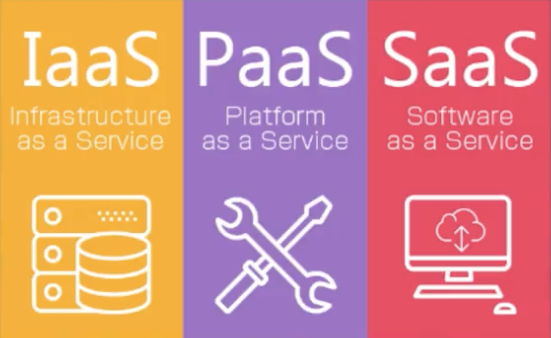 IaaS
Infrastructure
as a Service
PaaS
Platform
as a Service
SaaS
Software
as a Service